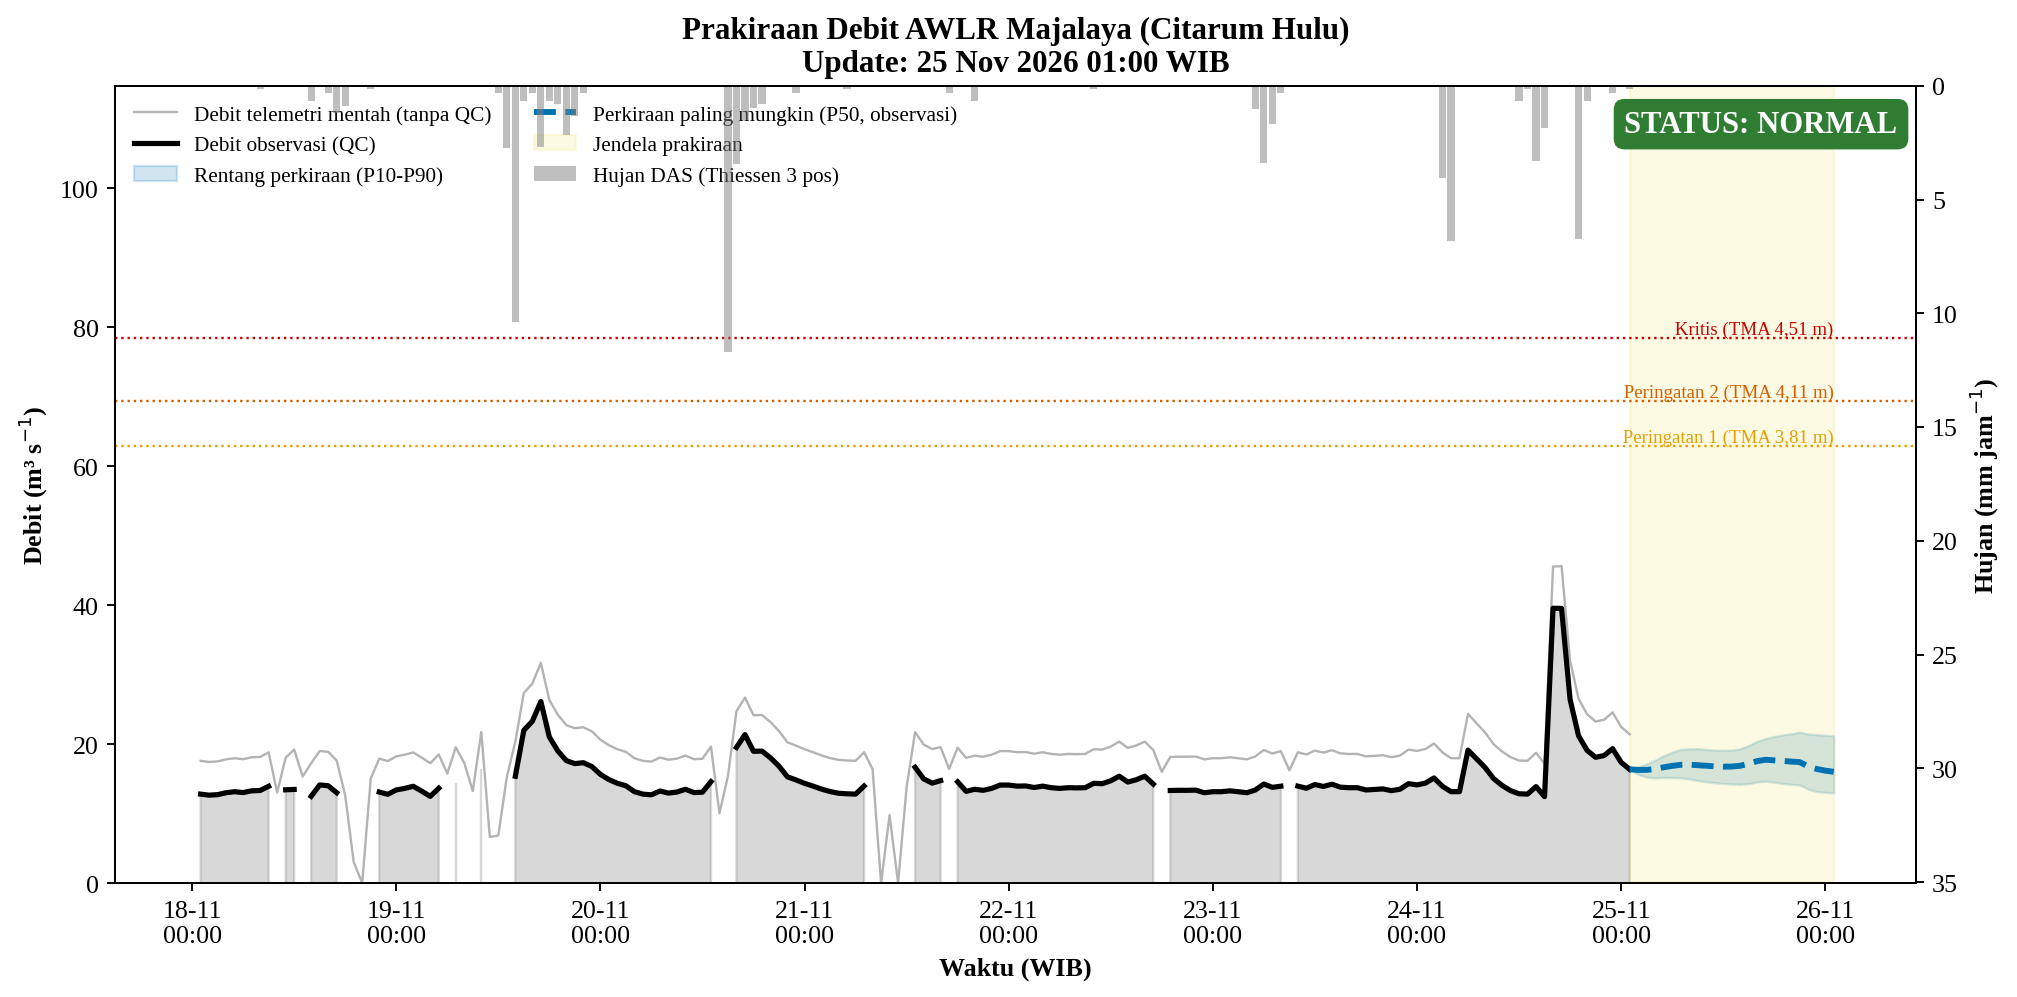 Prakiraan Debit AWLR Majalaya (Citarum Hulu)
Update: 25 Nov 2026 01:00 WIB
Debit telemetri mentah (tanpa QC)
Debit observasi (QC)
Rentang perkiraan (P10-P90)
Perkiraan paling mungkin (P50, observasi)
Jendela prakiraan
Hujan DAS (Thiessen 3 pos)
STATUS: NORMAL
Kritis (TMA 4,51 m)
Peringatan 2 (TMA 4,11 m)
Peringatan 1 (TMA 3,81 m)
Debit (m³ s⁻¹)
100
80
60
40
20
0
Hujan (mm jam⁻¹)
0
5
10
15
20
25
30
35
18-11
00:00
19-11
00:00
20-11
00:00
21-11
00:00
22-11
00:00
23-11
00:00
24-11
00:00
25-11
00:00
26-11
00:00
Waktu (WIB)